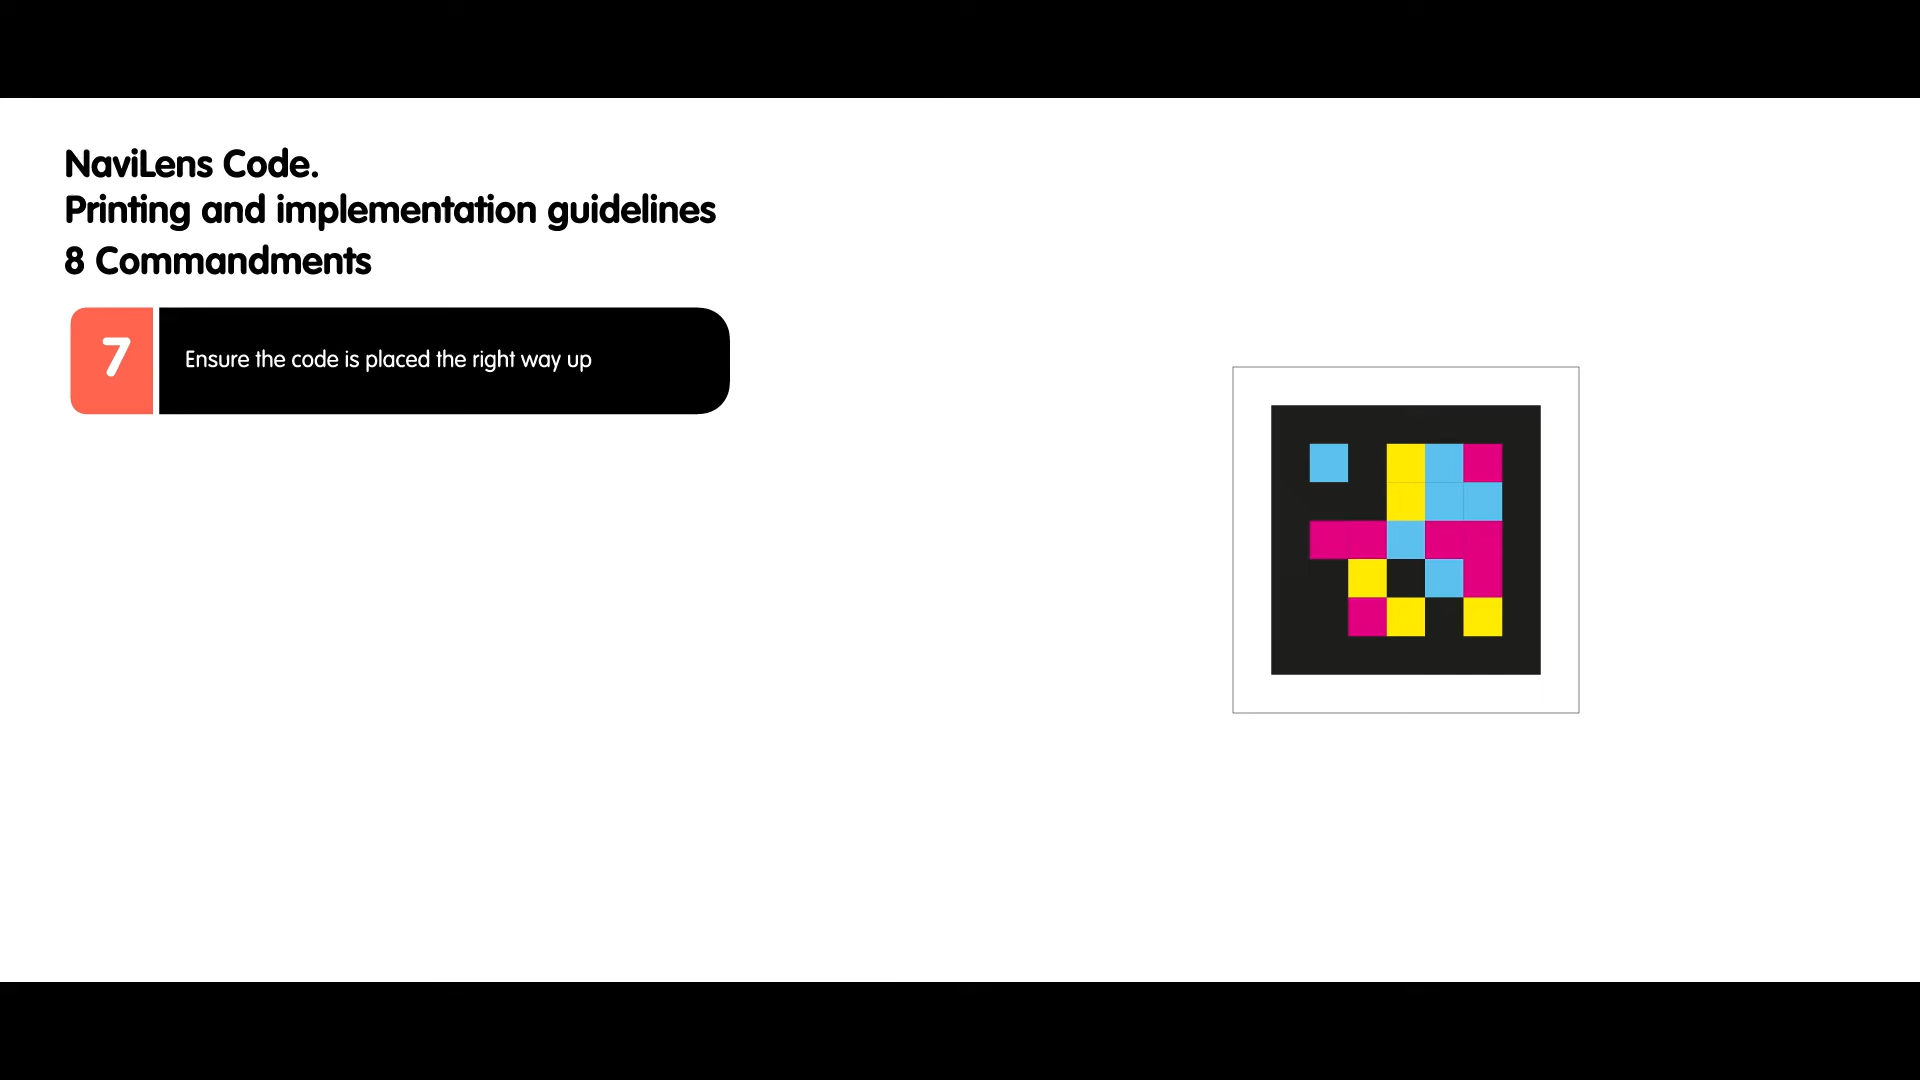 NaviLens Code.
Printing and implementation guidelines
8 Commandments
7
Ensure the code is placed the right way up